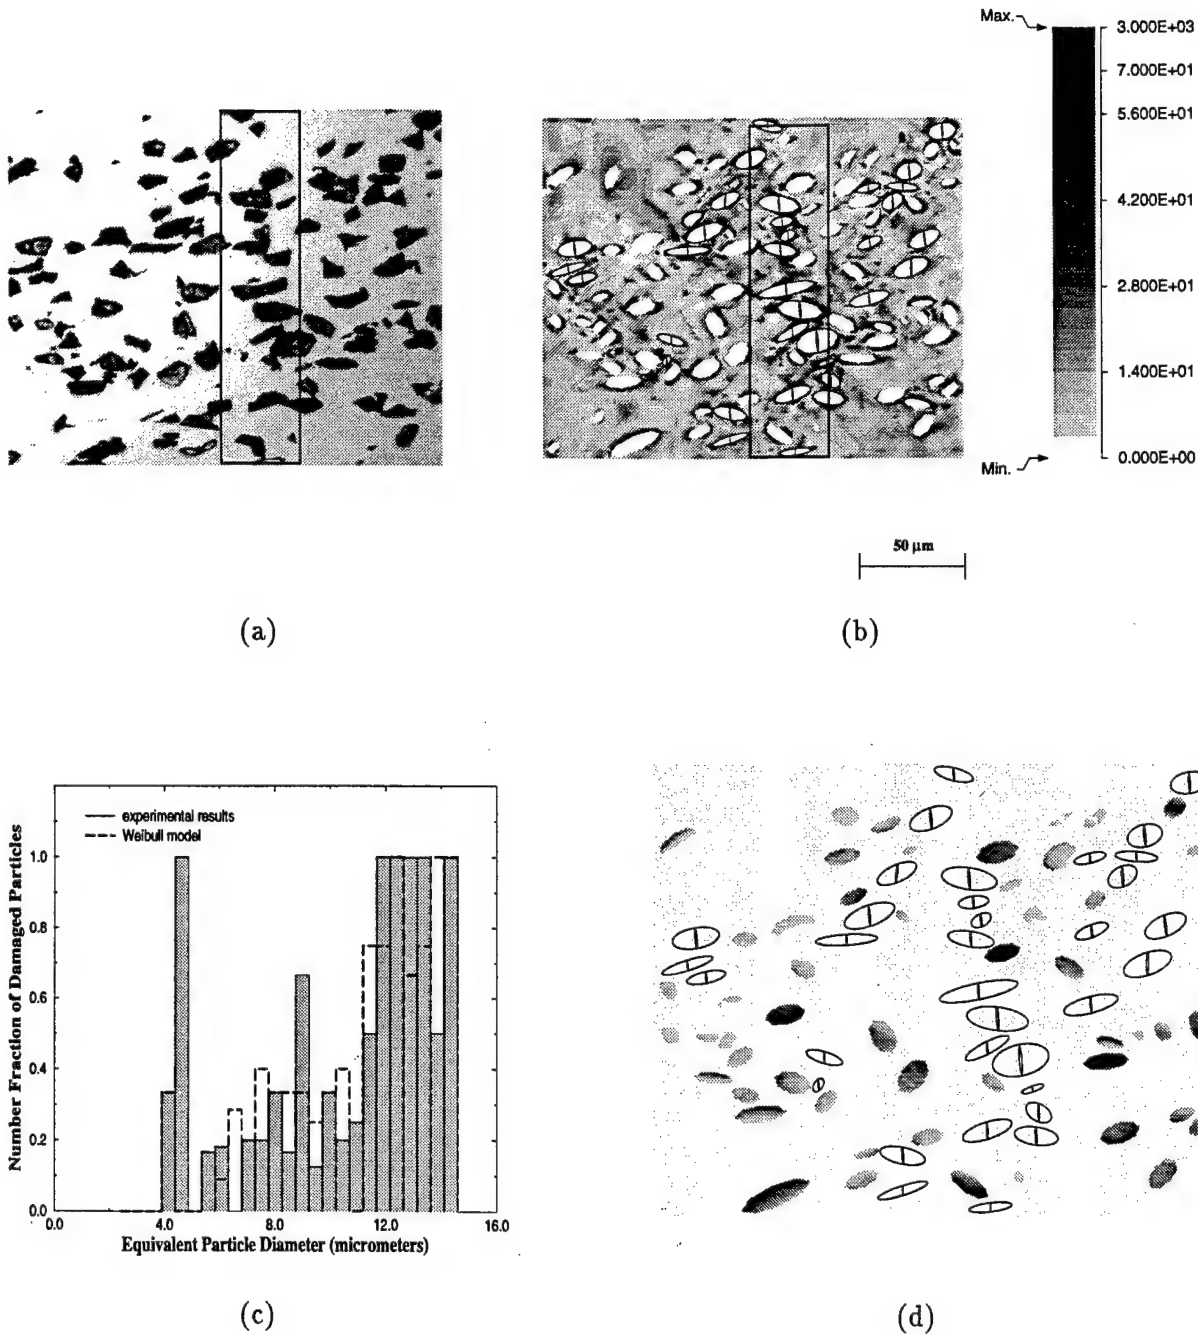 Max.
3.000E+03
7.000E+01
5.600E+01
4.200E+01
2.800E+01
1.400E+01
Min.
0.000E+00
50 μm
(a)
(b)
experimental results
Weibull model
Number Fraction of Damaged Particles
1.0
0.8
0.6
0.4
0.2
0.0
0.0
4.0
8.0
12.0
16.0
Equivalent Particle Diameter (micrometers)
(c)
(d)